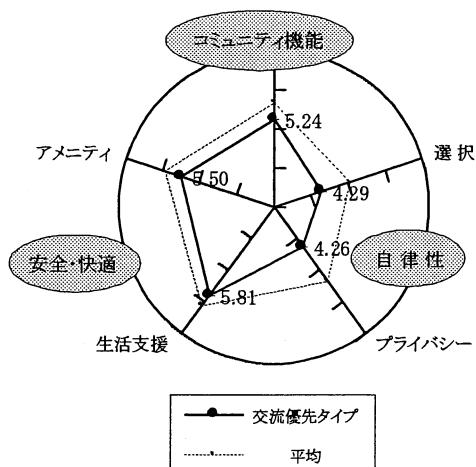 コミュニティ機能
5.24
アメニティ
選択
5.50
4.29
安全・快適
4.26
自律性
5.81
生活支援
プライバシー
交流優先タイプ
平均